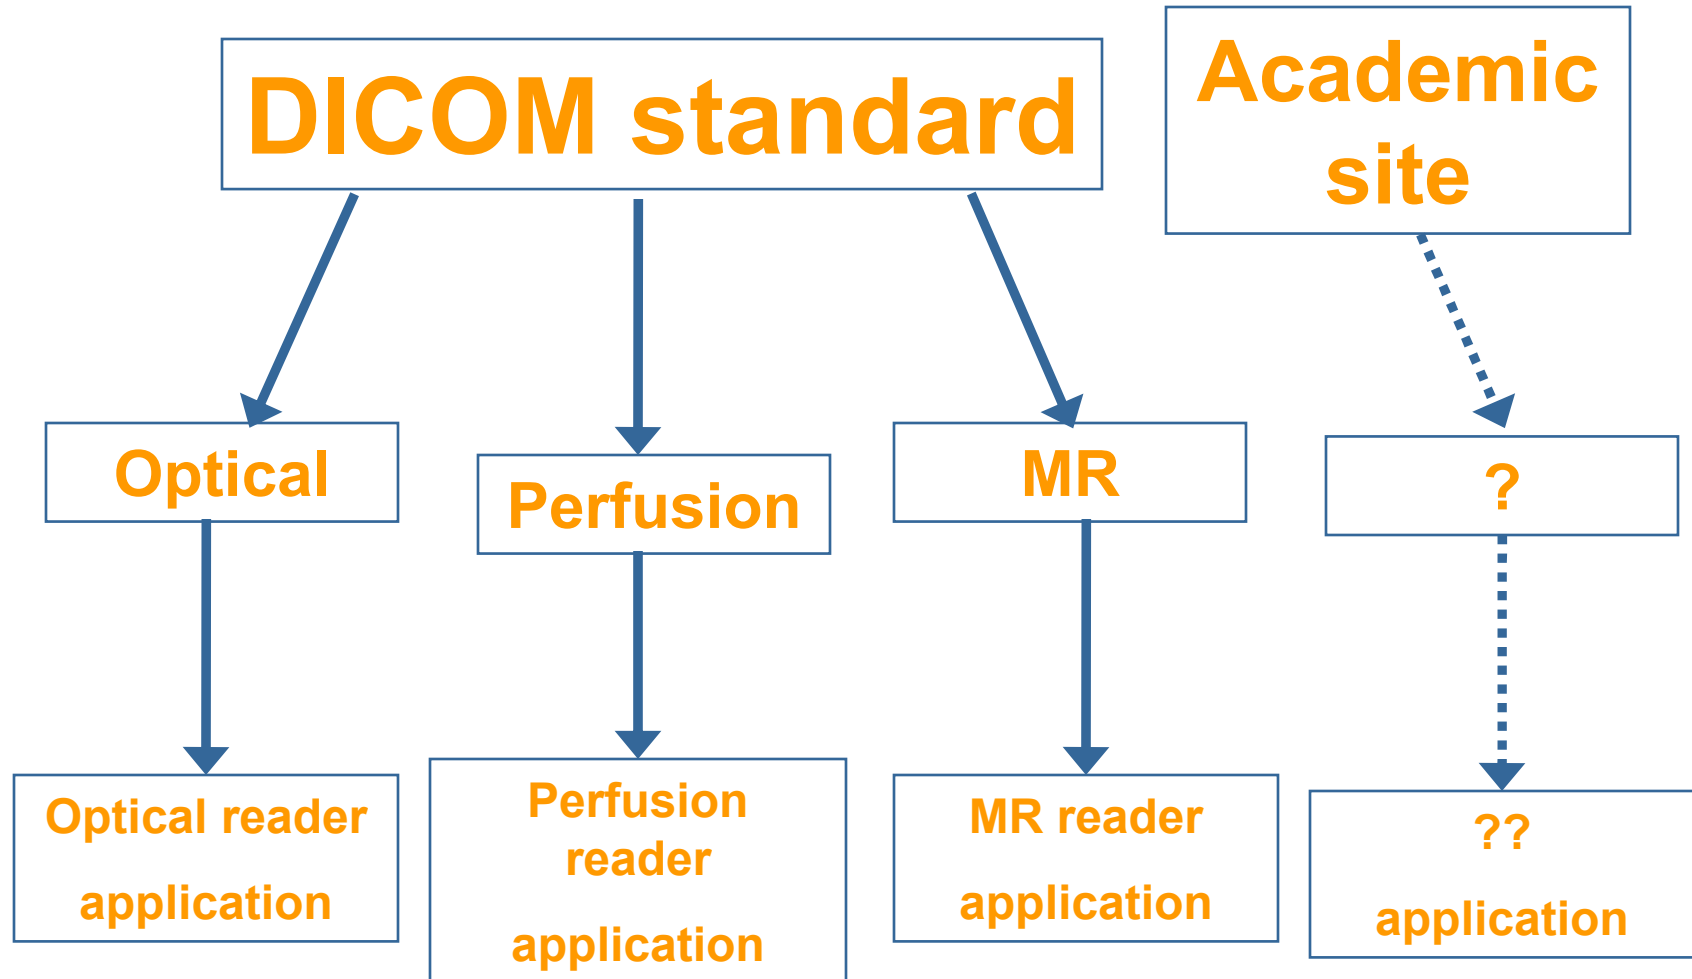 DICOM standard
Academic
site
Optical
Perfusion
MR
?
Optical reader
application
Perfusion
reader
application
MR reader
application
??
application